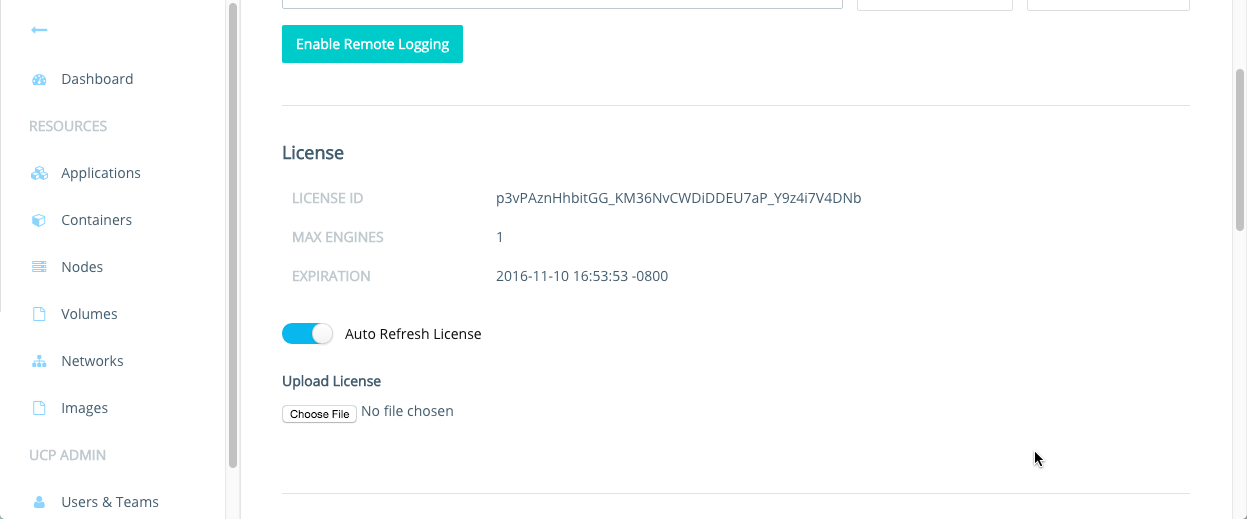 Dashboard
RESOURCES
Applications
Containers
Nodes
Volumes
Networks
Images
UCP ADMIN
Users & Teams
Enable Remote Logging
License
LICENSE ID p3vPAznHhbitGG_KM36NvCWDiDDEU7aP_Y9z4i7V4DNb
MAX ENGINES 1
EXPIRATION 2016-11-10 16:53:53 -0800
Auto Refresh License
Upload License
Choose File No file chosen